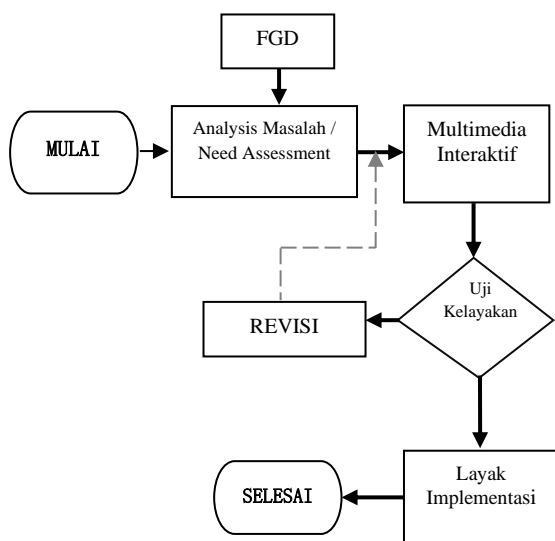 FGD
MULAI
Analysis Masalah /
Need Assessment
Multimedia
Interaktif
Uji
Kelayakan
REVISI
Layak
Implementasi
SELESAI